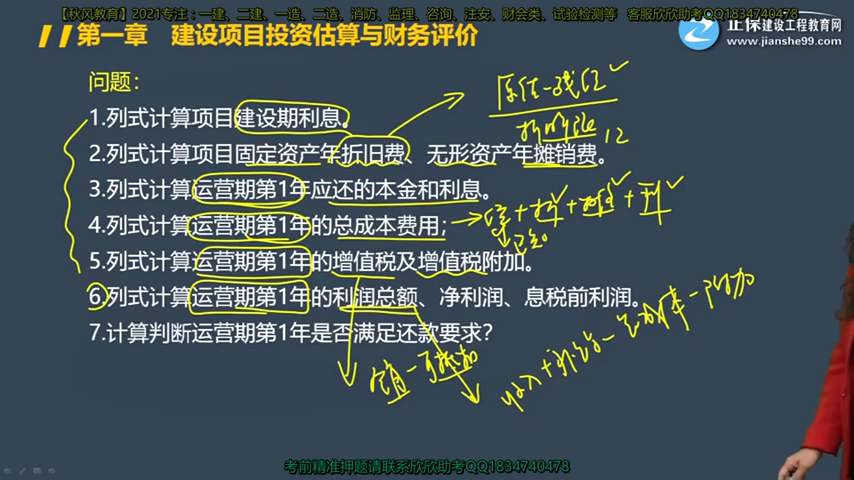 【秋风教育】2021专注：一建、二建、一造、二造、消防、监理、咨询、注安、财会类、试验检测等 客服欣欣助考QQ1834740478
第一章 建设项目投资估算与财务评价
正保建设工程教育网
www.jianshe99.com
问题：
1.列式计算项目建设期利息。
2.列式计算项目固定资产年折旧费、无形资产年摊销费。
3.列式计算运营期第1年应还的本金和利息。
4.列式计算运营期第1年的总成本费用；
5.列式计算运营期第1年的增值税及增值税附加。
6.列式计算运营期第1年的利润总额、净利润、息税前利润。
7.计算判断运营期第1年是否满足还款要求？
原值-残值
12
已知
考前精准押题请联系欣欣助考QQ1834740478